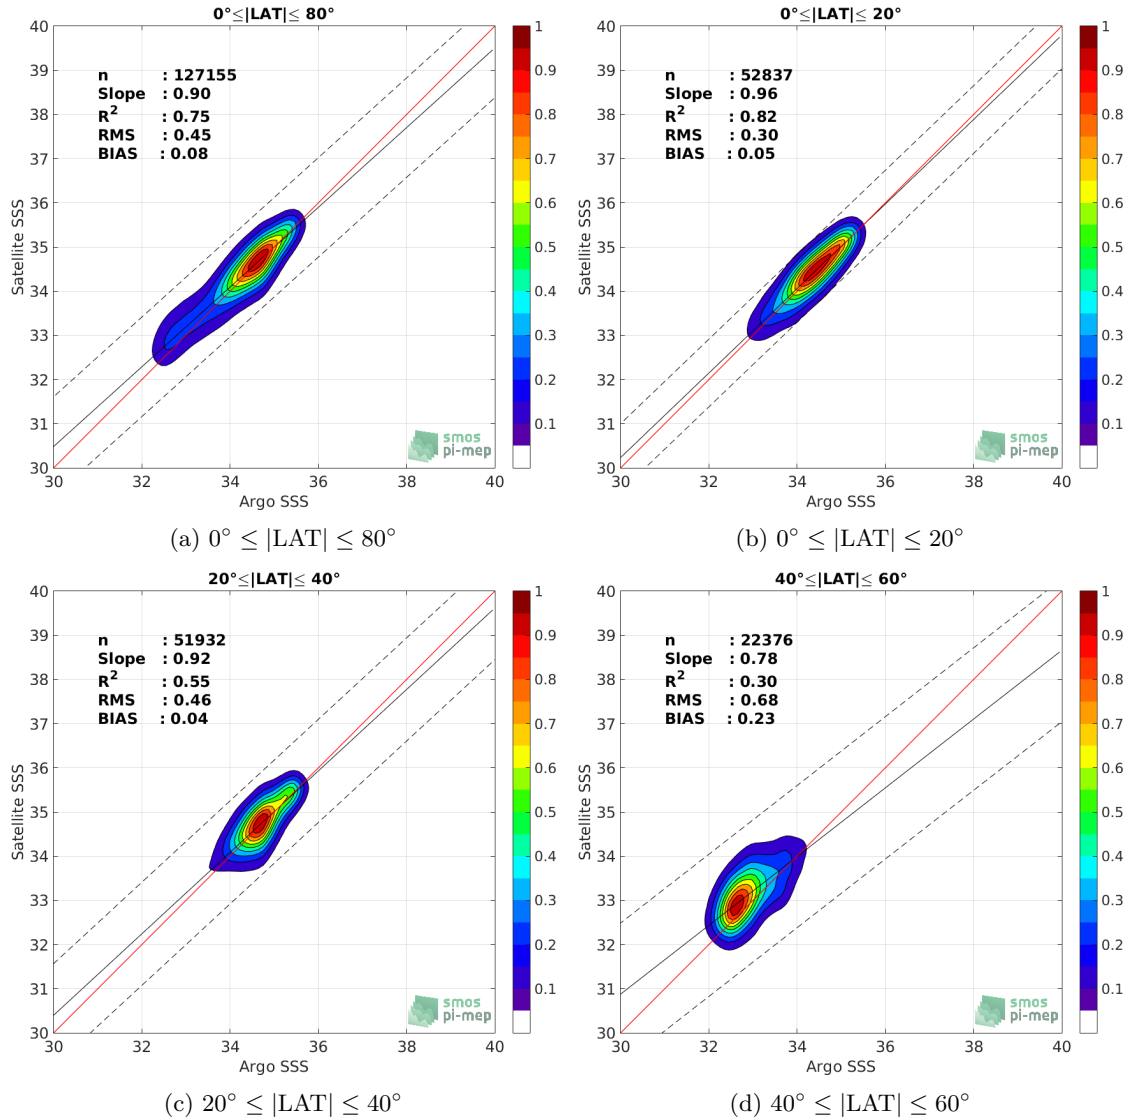 0°≤|LAT|≤ 80°
40
39
38
37
36
35
34
33
32
31
30
Satellite SSS
n : 127155
Slope : 0.90
R² : 0.75
RMS : 0.45
BIAS : 0.08
smos
pi-mep
30 32 34 36 38 40
Argo SSS
1
0.9
0.8
0.7
0.6
0.5
0.4
0.3
0.2
0.1
(a) 0° ≤ |LAT| ≤ 80°
0°≤|LAT|≤ 20°
40
39
38
37
36
35
34
33
32
31
30
Satellite SSS
n : 52837
Slope : 0.96
R² : 0.82
RMS : 0.30
BIAS : 0.05
smos
pi-mep
30 32 34 36 38 40
Argo SSS
1
0.9
0.8
0.7
0.6
0.5
0.4
0.3
0.2
0.1
(b) 0° ≤ |LAT| ≤ 20°
20°≤|LAT|≤ 40°
40
39
38
37
36
35
34
33
32
31
30
Satellite SSS
n : 51932
Slope : 0.92
R² : 0.55
RMS : 0.46
BIAS : 0.04
smos
pi-mep
30 32 34 36 38 40
Argo SSS
1
0.9
0.8
0.7
0.6
0.5
0.4
0.3
0.2
0.1
(c) 20° ≤ |LAT| ≤ 40°
40°≤|LAT|≤ 60°
40
39
38
37
36
35
34
33
32
31
30
Satellite SSS
n : 22376
Slope : 0.78
R² : 0.30
RMS : 0.68
BIAS : 0.23
smos
pi-mep
30 32 34 36 38 40
Argo SSS
1
0.9
0.8
0.7
0.6
0.5
0.4
0.3
0.2
0.1
(d) 40° ≤ |LAT| ≤ 60°